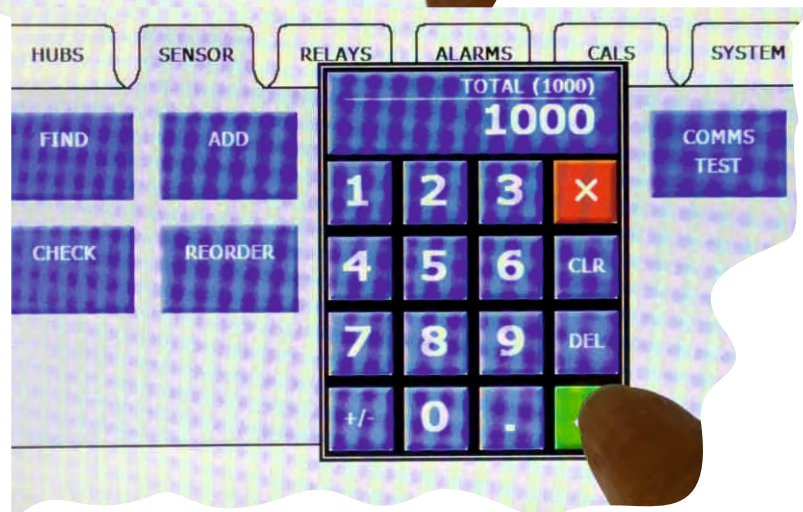 HUBS SENSOR RELAYS ALARMS CALS SYSTEM
FIND ADD
COMMS
TEST
CHECK REORDER
TOTAL (1000)
1000
1 2 3 ×
4 5 6 CLR
7 8 9 DEL
+/- 0 .